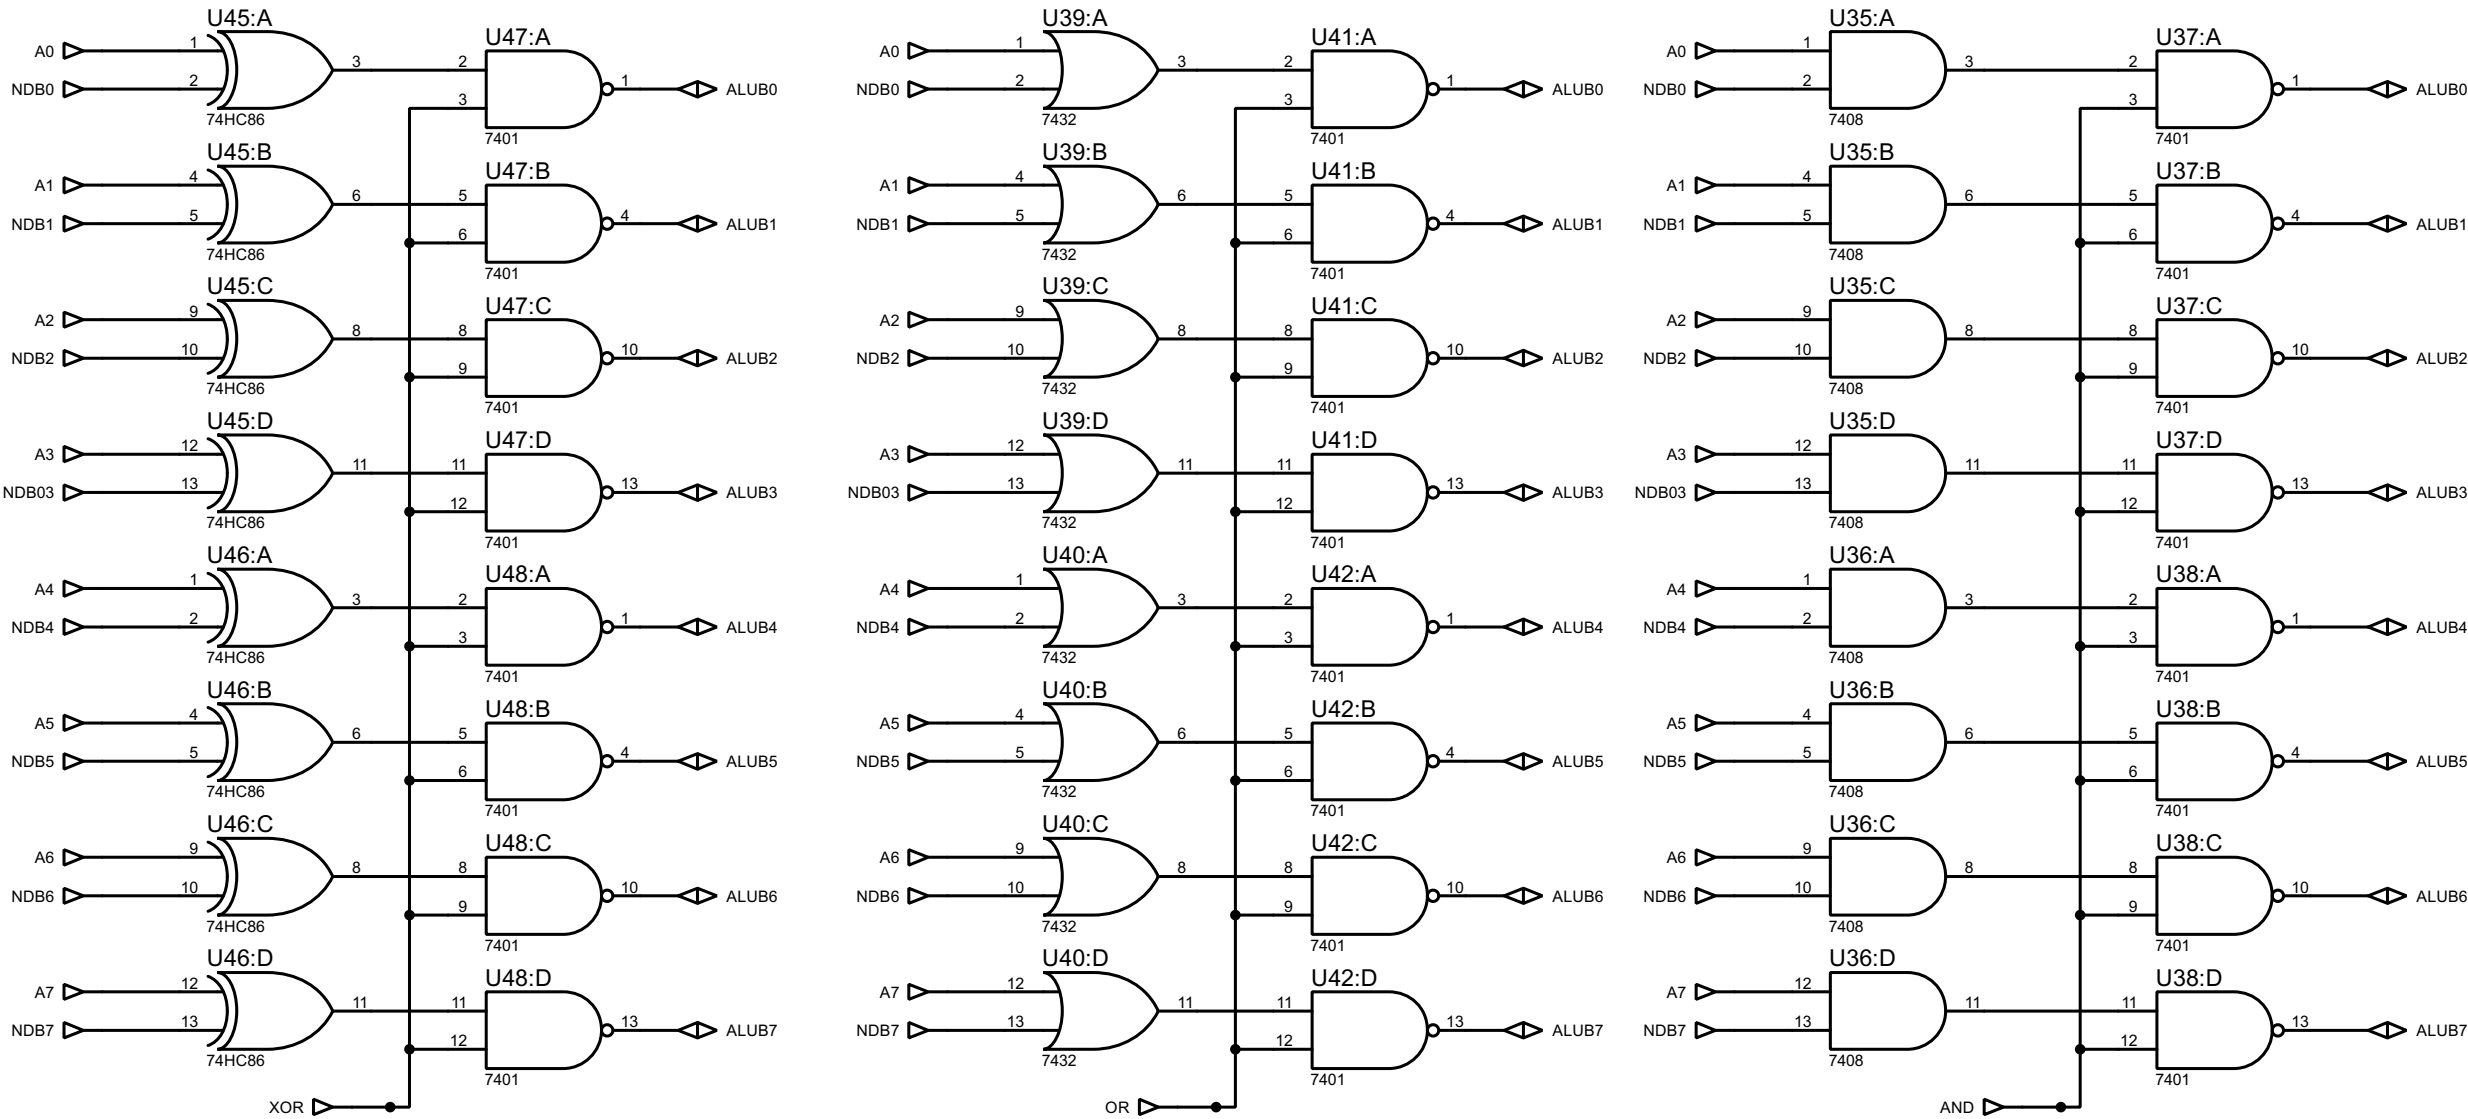 U45:A
A0 1
NDB0 2
3
74HC86
U47:A
2
3
1 ALUB0
7401
U45:B
A1 4
NDB1 5
6
74HC86
U47:B
5
6
4 ALUB1
7401
U45:C
A2 9
NDB2 10
8
74HC86
U47:C
8
9
10 ALUB2
7401
U45:D
A3 12
NDB03 13
11
74HC86
U47:D
11
12
13 ALUB3
7401
U46:A
A4 1
NDB4 2
3
74HC86
U48:A
2
3
1 ALUB4
7401
U46:B
A5 4
NDB5 5
6
74HC86
U48:B
5
6
4 ALUB5
7401
U46:C
A6 9
NDB6 10
8
74HC86
U48:C
8
9
10 ALUB6
7401
U46:D
A7 12
NDB7 13
11
74HC86
U48:D
11
12
13 ALUB7
7401
XOR
U39:A
A0 1
NDB0 2
3
7432
U41:A
2
3
1 ALUB0
7401
U39:B
A1 4
NDB1 5
6
7432
U41:B
5
6
4 ALUB1
7401
U39:C
A2 9
NDB2 10
8
7432
U41:C
8
9
10 ALUB2
7401
U39:D
A3 12
NDB03 13
11
7432
U41:D
11
12
13 ALUB3
7401
U40:A
A4 1
NDB4 2
3
7432
U42:A
2
3
1 ALUB4
7401
U40:B
A5 4
NDB5 5
6
7432
U42:B
5
6
4 ALUB5
7401
U40:C
A6 9
NDB6 10
8
7432
U42:C
8
9
10 ALUB6
7401
U40:D
A7 12
NDB7 13
11
7432
U42:D
11
12
13 ALUB7
7401
OR
U35:A
A0 1
NDB0 2
3
7408
U37:A
2
3
1 ALUB0
7401
U35:B
A1 4
NDB1 5
6
7408
U37:B
5
6
4 ALUB1
7401
U35:C
A2 9
NDB2 10
8
7408
U37:C
8
9
10 ALUB2
7401
U35:D
A3 12
NDB03 13
11
7408
U37:D
11
12
13 ALUB3
7401
U36:A
A4 1
NDB4 2
3
7408
U38:A
2
3
1 ALUB4
7401
U36:B
A5 4
NDB5 5
6
7408
U38:B
5
6
4 ALUB5
7401
U36:C
A6 9
NDB6 10
8
7408
U38:C
8
9
10 ALUB6
7401
U36:D
A7 12
NDB7 13
11
7408
U38:D
11
12
13 ALUB7
7401
AND